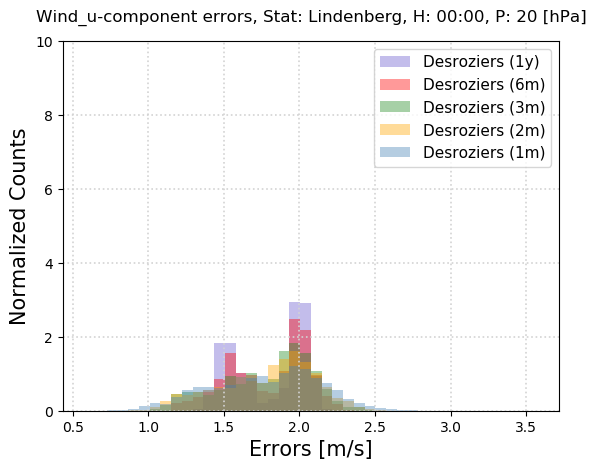 Wind_u-component errors, Stat: Lindenberg, H: 00:00, P: 20 [hPa]
Desroziers (1y)
Desroziers (6m)
Desroziers (3m)
Desroziers (2m)
Desroziers (1m)
Normalized Counts
10
8
6
4
2
0
0.5 1.0 1.5 2.0 2.5 3.0 3.5
Errors [m/s]